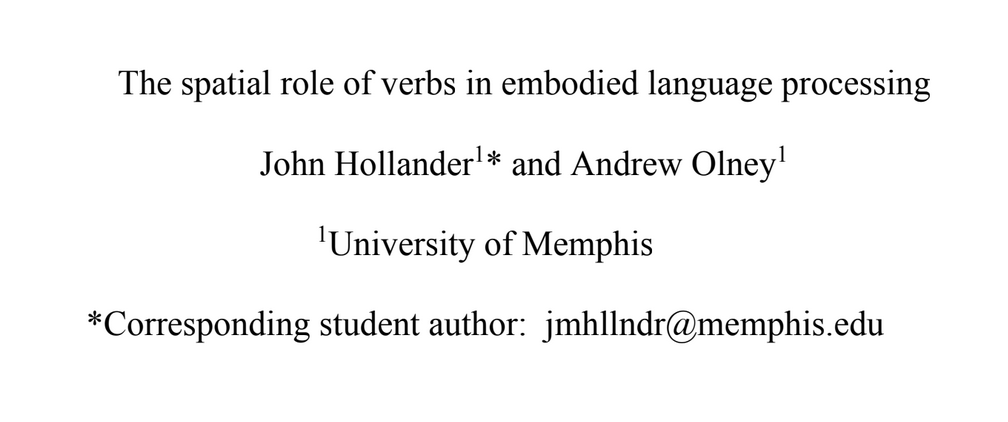 The spatial role of verbs in embodied language processing
John Hollander¹* and Andrew Olney¹
¹University of Memphis
*Corresponding student author: jmhllndr@memphis.edu